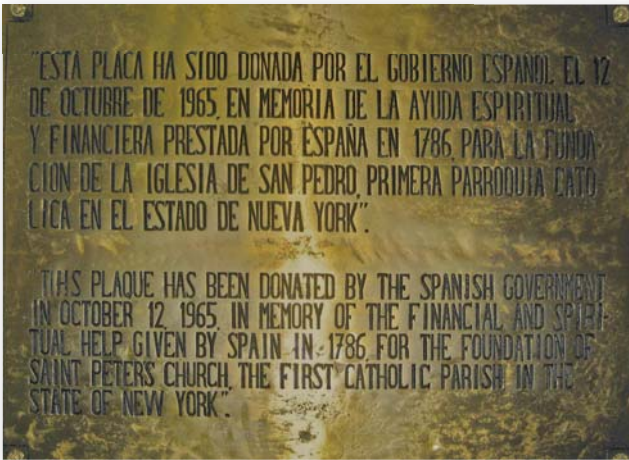 "ESTA PLACA HA SIDO DONADA POR EL GOBIERNO ESPAÑOL EL 12
DE OCTUBRE DE 1965, EN MEMORIA DE LA AYUDA ESPIRITUAL
Y FINANCIERA PRESTADA POR ESPAÑA EN 1786, PARA LA FUNDA
CION DE LA IGLESIA DE SAN PEDRO, PRIMERA PARROQUIA CATO
LICA EN EL ESTADO DE NUEVA YORK".
"THIS PLAQUE HAS BEEN DONATED BY THE SPANISH GOVERNMENT
IN OCTOBER 12, 1965, IN MEMORY OF THE FINANCIAL AND SPIRI-
TUAL HELP GIVEN BY SPAIN IN 1786, FOR THE FOUNDATION OF
SAINT PETERS CHURCH, THE FIRST CATHOLIC PARISH IN THE
STATE OF NEW YORK".